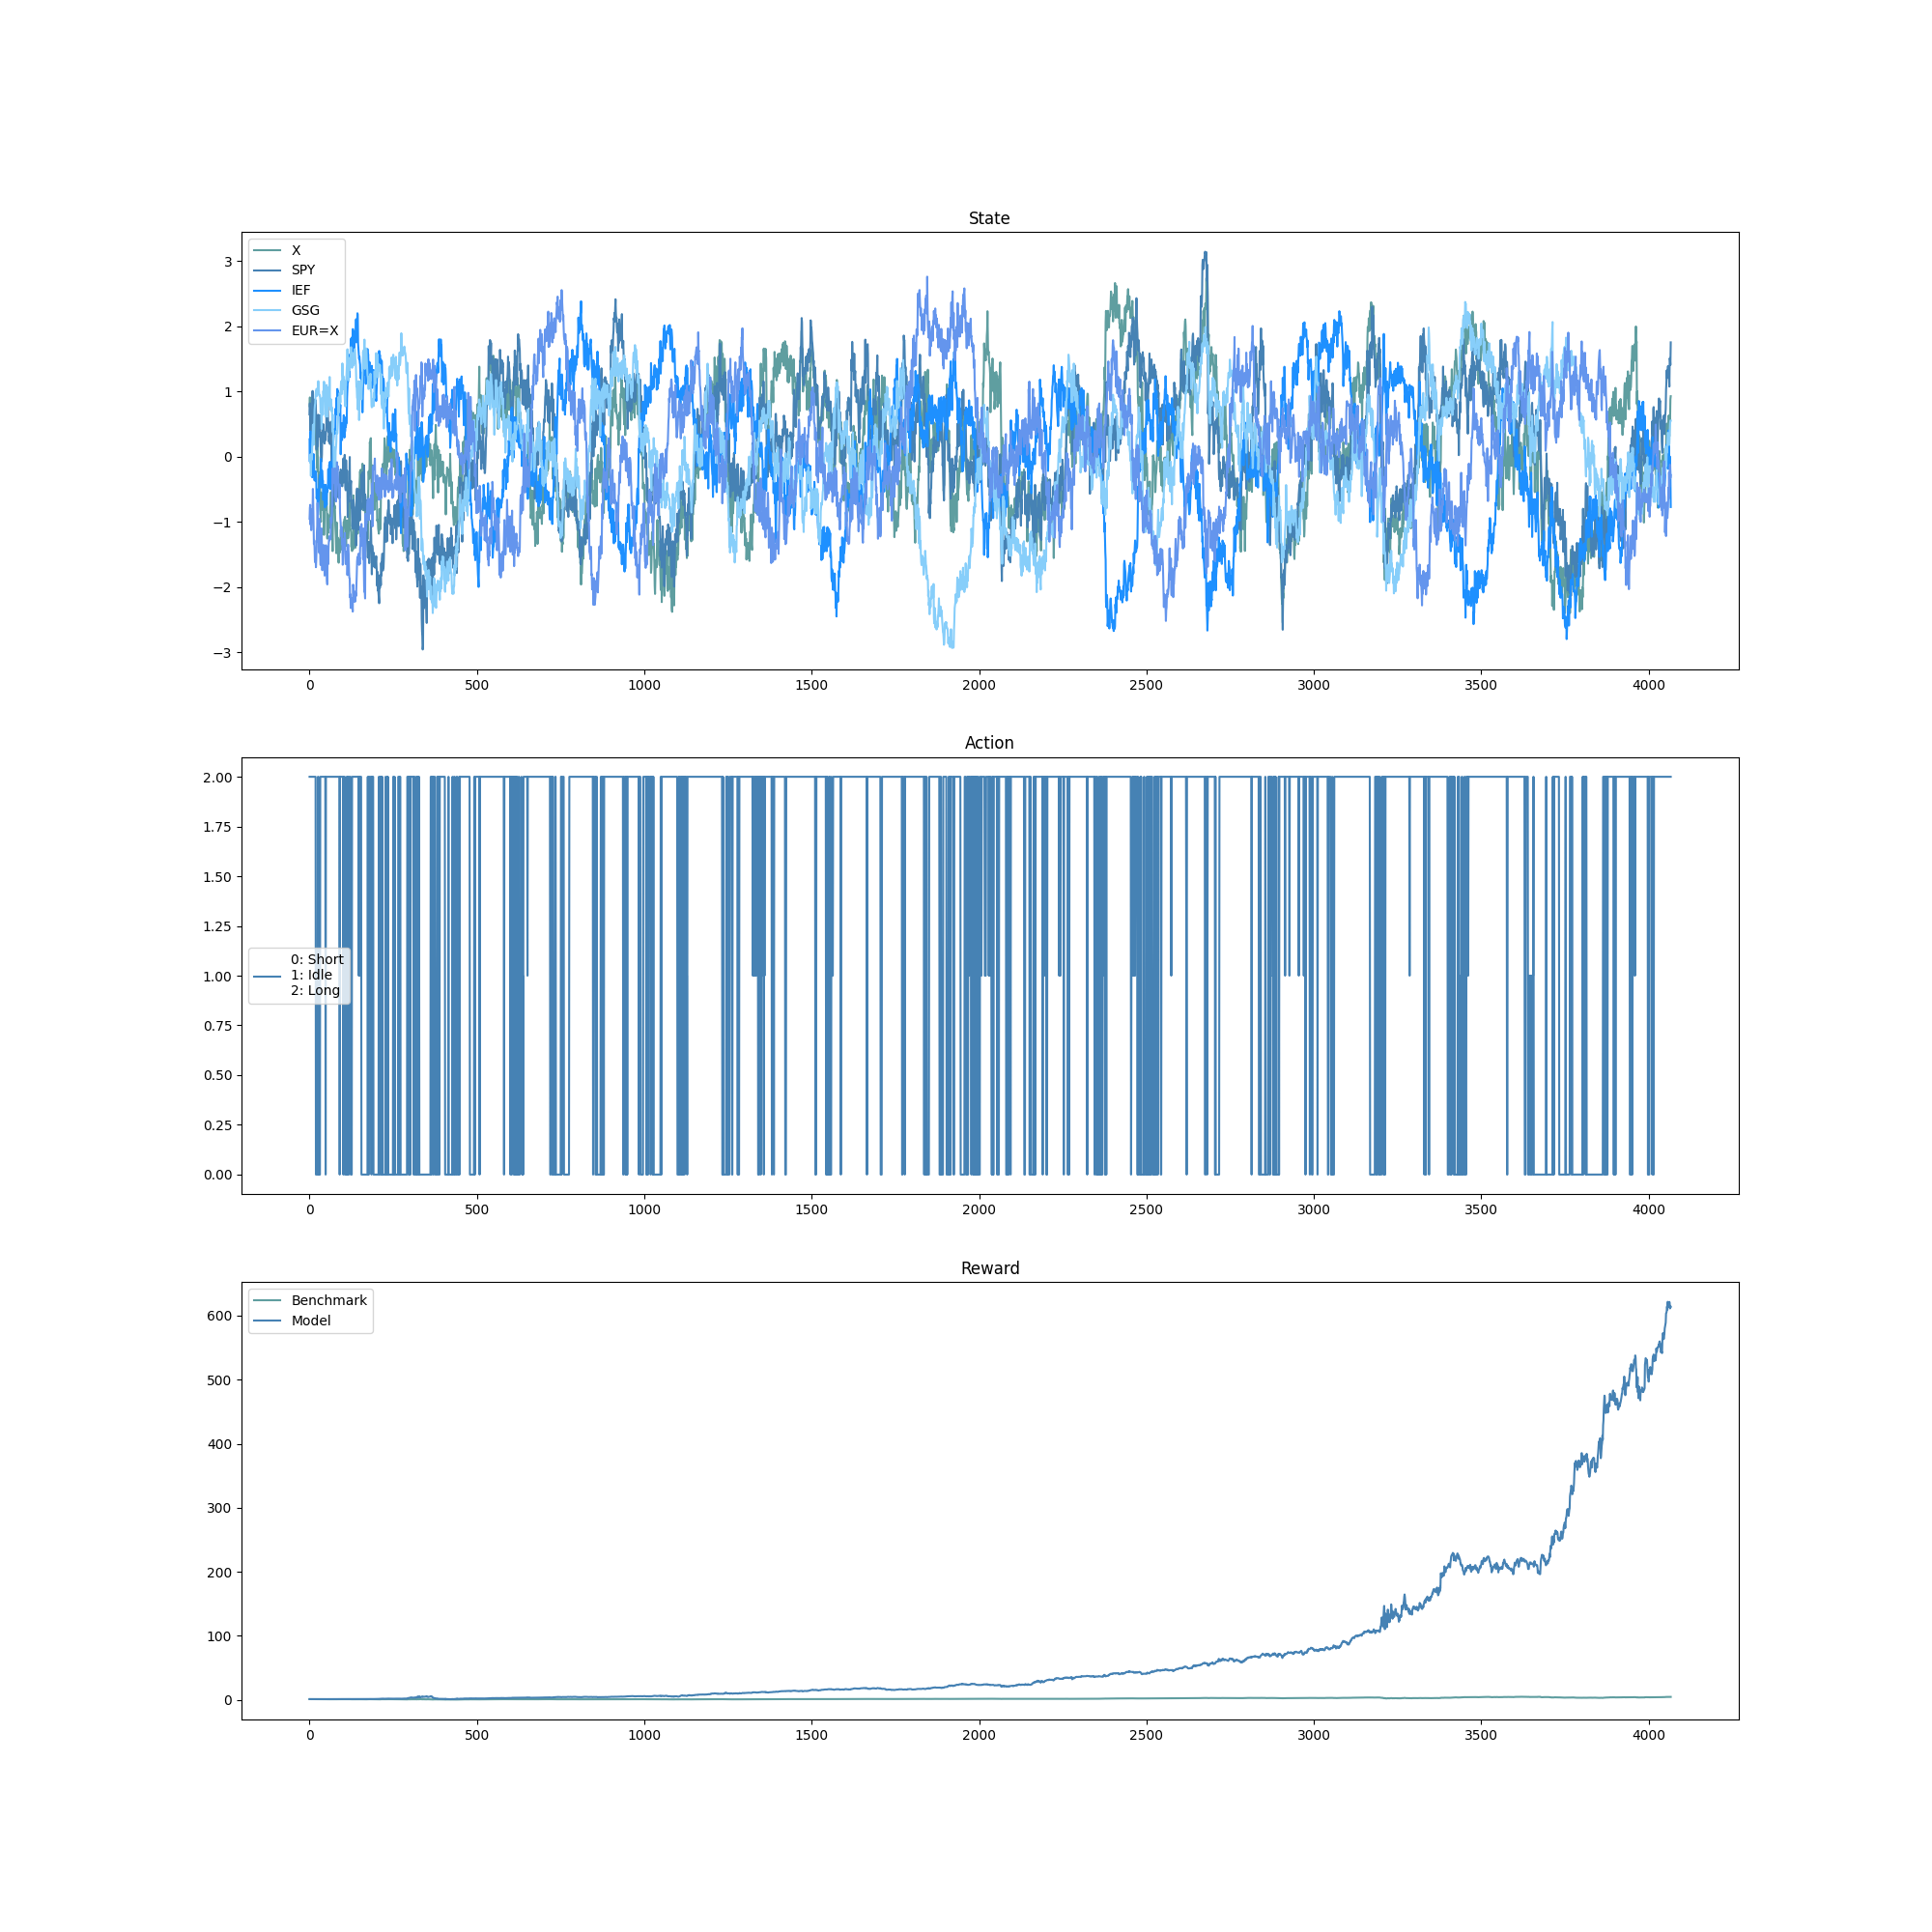 State
X
SPY
IEF
GSG
EUR=X
3
2
1
0
−1
−2
−3
0 500 1000 1500 2000 2500 3000 3500 4000
Action
2.00
1.75
1.50
1.25
1.00
0.75
0.50
0.25
0.00
0: Short
1: Idle
2: Long
0 500 1000 1500 2000 2500 3000 3500 4000
Reward
Benchmark
Model
600
500
400
300
200
100
0
0 500 1000 1500 2000 2500 3000 3500 4000